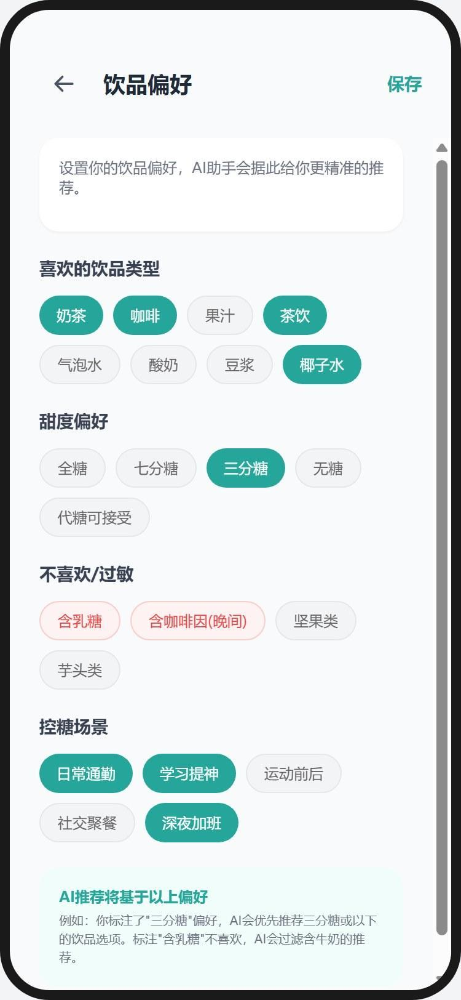 饮品偏好 保存
设置你的饮品偏好，AI助手会据此给你更精准的推
荐。
喜欢的饮品类型
奶茶 咖啡 果汁 茶饮
气泡水 酸奶 豆浆 椰子水
甜度偏好
全糖 七分糖 三分糖 无糖
代糖可接受
不喜欢/过敏
含乳糖 含咖啡因(晚间) 坚果类
芋头类
控糖场景
日常通勤 学习提神 运动前后
社交聚餐 深夜加班
AI推荐将基于以上偏好
例如：你标注了"三分糖"偏好，AI会优先推荐三分糖或以下
的饮品选项。标注"含乳糖"不喜欢，AI会过滤含牛奶的推
荐。